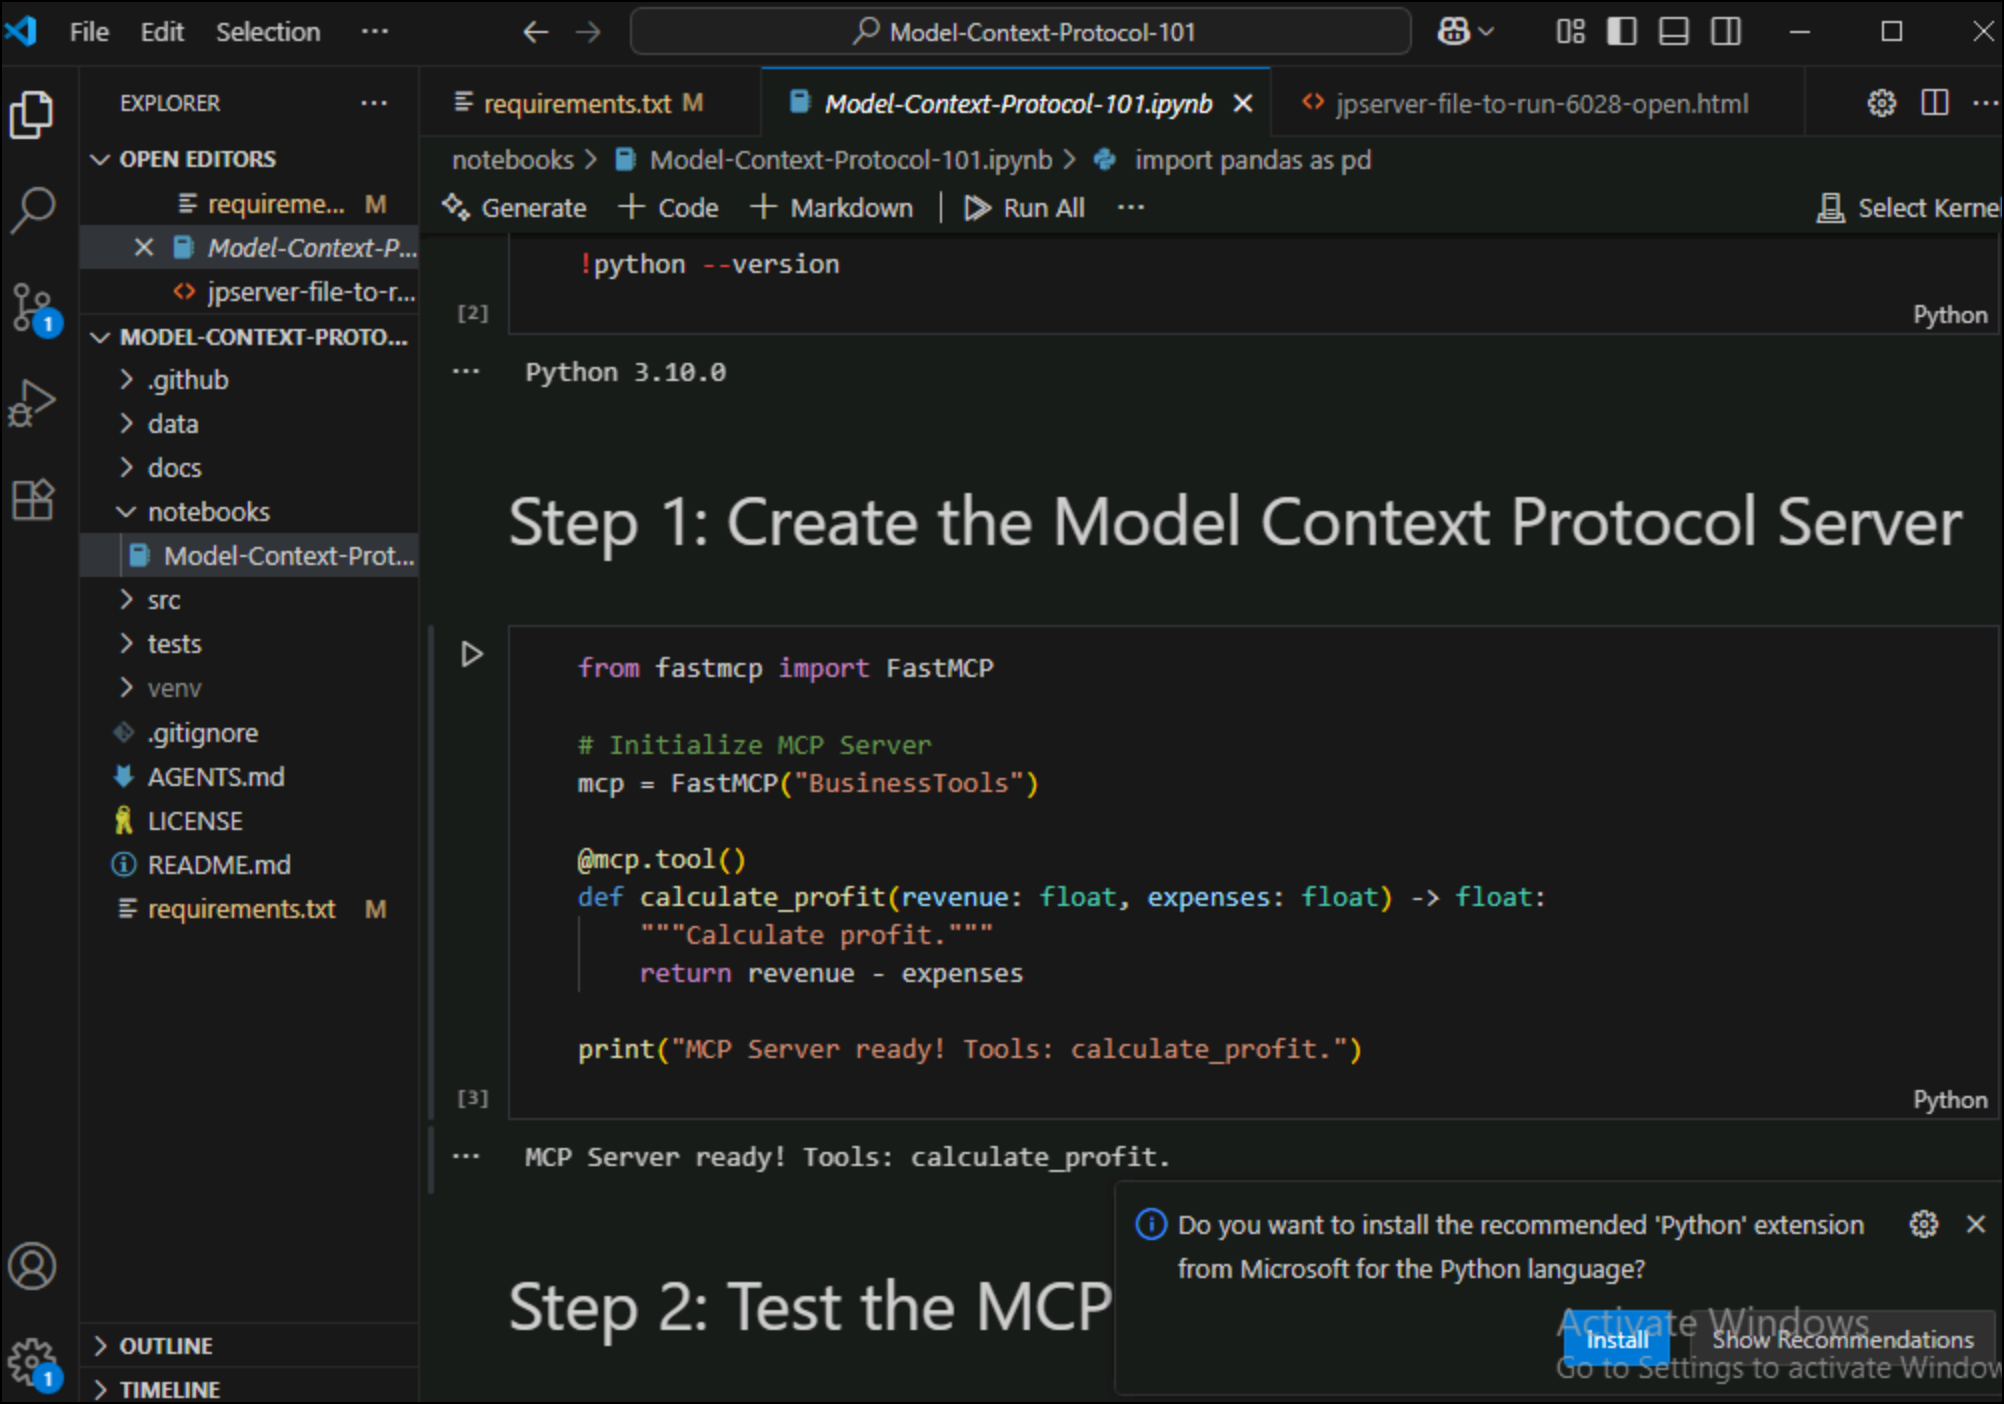 File Edit Selection ··· Model-Context-Protocol-101
EXPLORER ···
OPEN EDITORS
requireme... M
Model-Context-P...
jpserver-file-to-r...
1
MODEL-CONTEXT-PROTO...
.github
data
docs
notebooks
Model-Context-Prot...
src
tests
venv
.gitignore
AGENTS.md
LICENSE
README.md
requirements.txt M
OUTLINE
1
TIMELINE
requirements.txt M Model-Context-Protocol-101.ipynb jpserver-file-to-run-6028-open.html ···
notebooks > Model-Context-Protocol-101.ipynb > import pandas as pd
Generate + Code + Markdown | Run All ··· Select Kernel
!python --version
[2] Python
··· Python 3.10.0
Step 1: Create the Model Context Protocol Server
from fastmcp import FastMCP
# Initialize MCP Server
mcp = FastMCP("BusinessTools")
@mcp.tool()
def calculate_profit(revenue: float, expenses: float) -> float:
"""Calculate profit."""
return revenue - expenses
print("MCP Server ready! Tools: calculate_profit.")
[3] Python
··· MCP Server ready! Tools: calculate_profit.
Step 2: Test the MCP
Do you want to install the recommended 'Python' extension
from Microsoft for the Python language?
Install Show Recommendations
Activate Windows
Go to Settings to activate Window